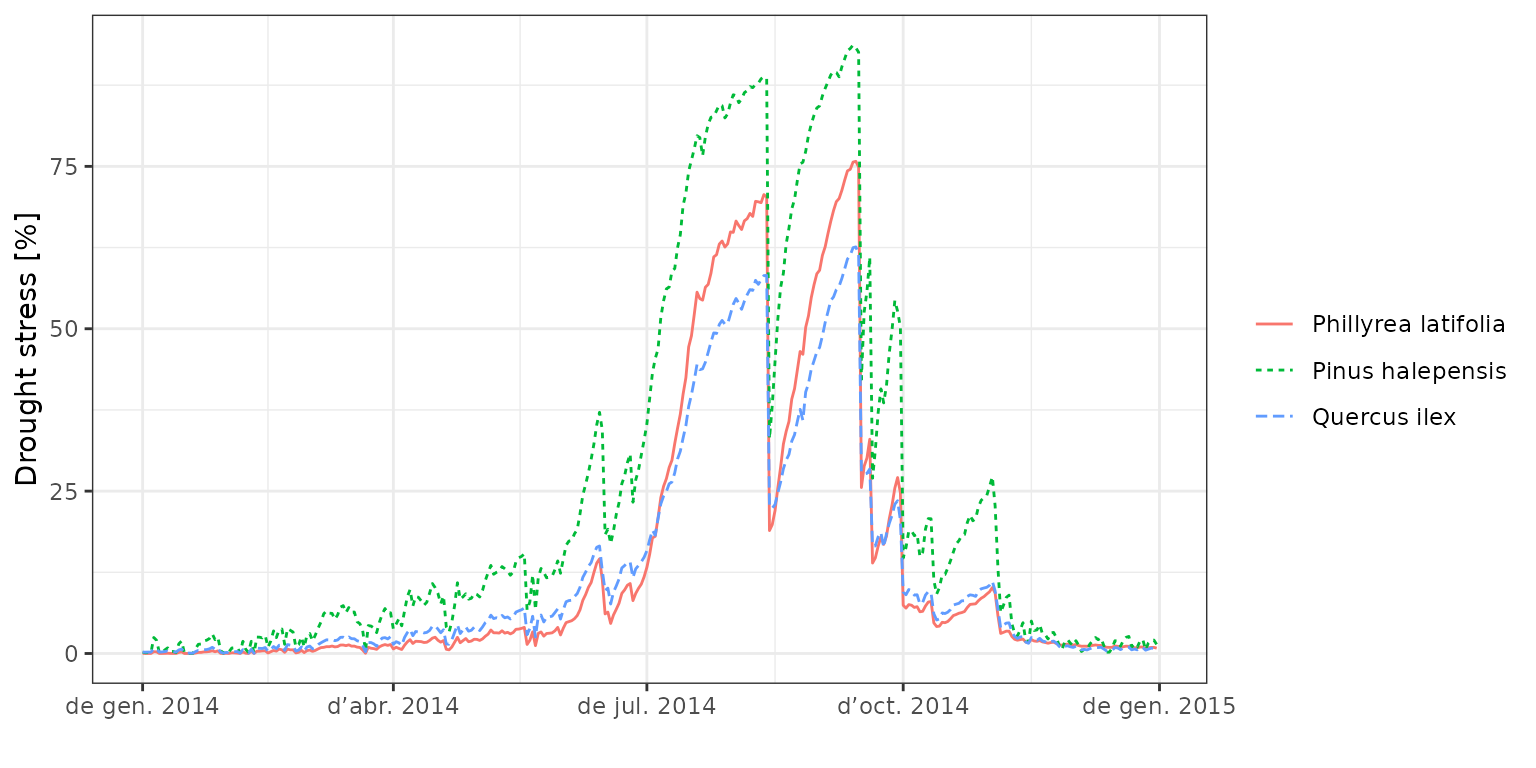 Drought stress [%]
75
50
25
0
de gen. 2014
d’abr. 2014
de jul. 2014
d’oct. 2014
de gen. 2015
Phillyrea latifolia
Pinus halepensis
Quercus ilex